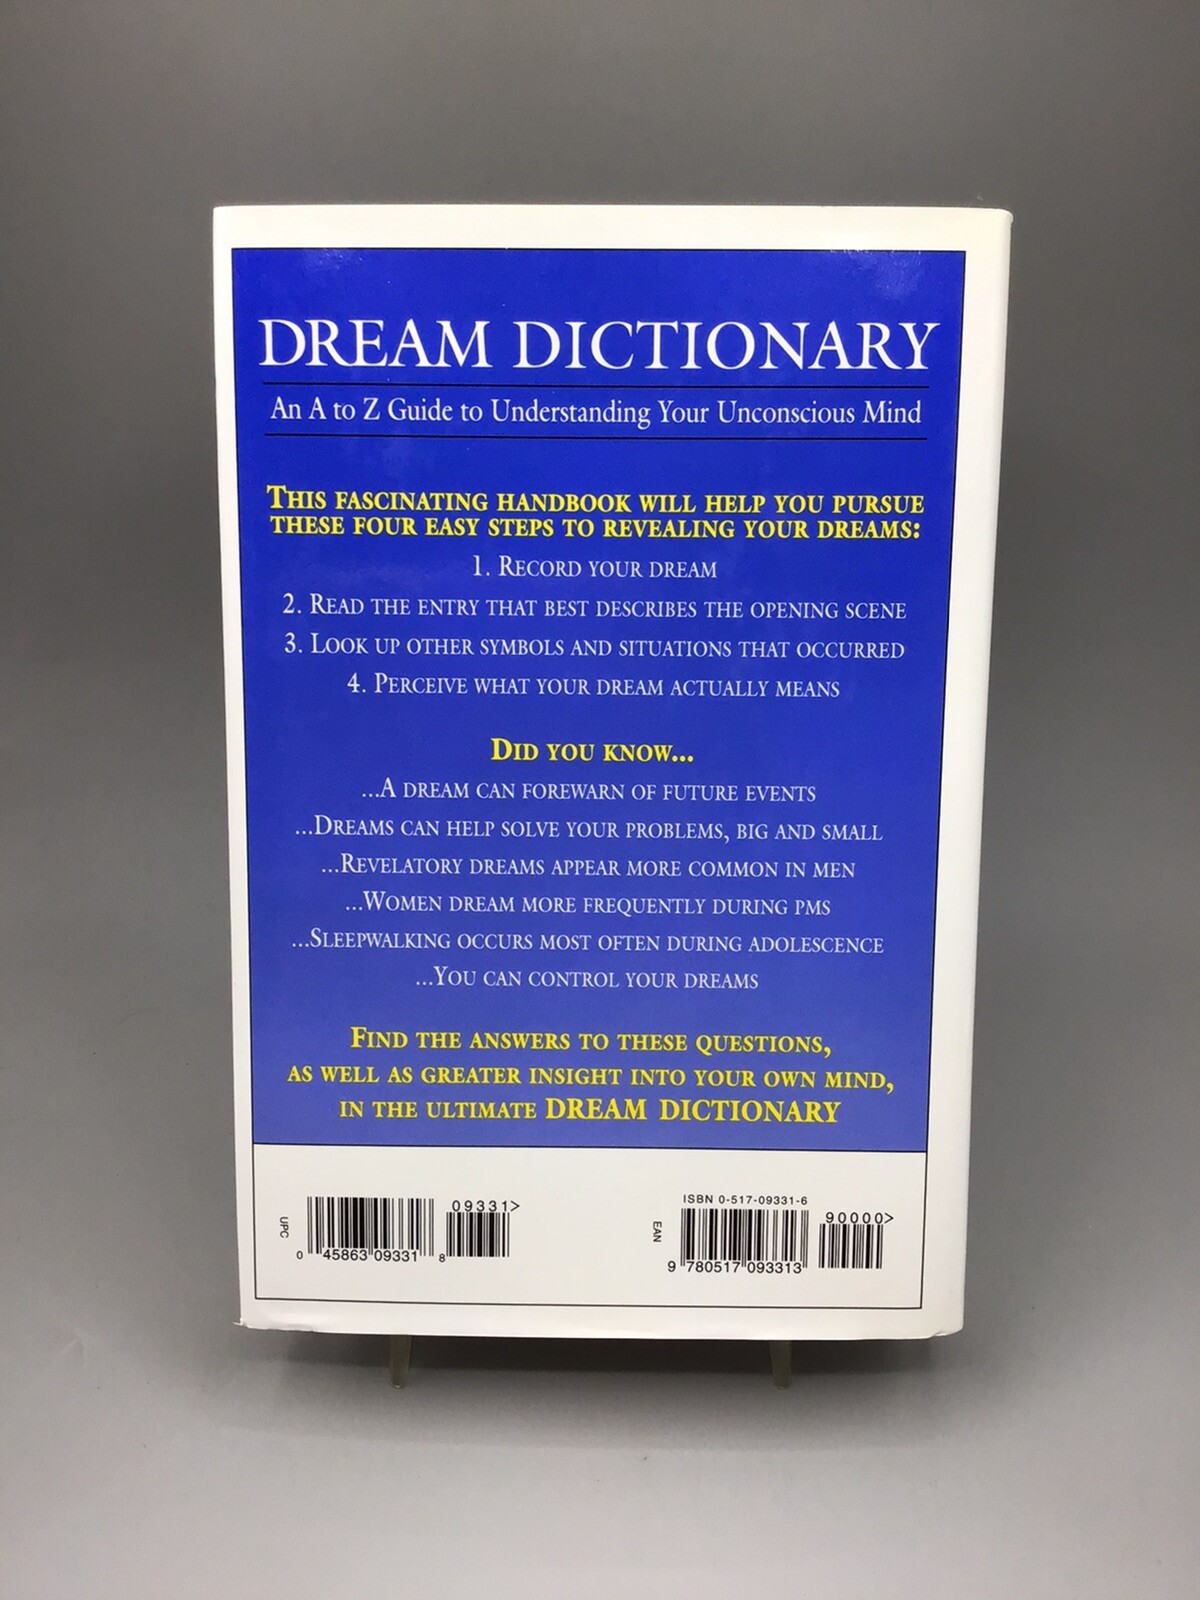 DREAM DICTIONARY
An A to Z Guide to Understanding Your Unconscious Mind
THIS FASCINATING HANDBOOK WILL HELP YOU PURSUE
THESE FOUR EASY STEPS TO REVEALING YOUR DREAMS:
1. RECORD YOUR DREAM
2. READ THE ENTRY THAT BEST DESCRIBES THE OPENING SCENE
3. LOOK UP OTHER SYMBOLS AND SITUATIONS THAT OCCURRED
4. PERCEIVE WHAT YOUR DREAM ACTUALLY MEANS
DID YOU KNOW...
...A DREAM CAN FOREWARN OF FUTURE EVENTS
...DREAMS CAN HELP SOLVE YOUR PROBLEMS, BIG AND SMALL
...REVELATORY DREAMS APPEAR MORE COMMON IN MEN
...WOMEN DREAM MORE FREQUENTLY DURING PMS
...SLEEPWALKING OCCURS MOST OFTEN DURING ADOLESCENCE
...YOU CAN CONTROL YOUR DREAMS
FIND THE ANSWERS TO THESE QUESTIONS,
AS WELL AS GREATER INSIGHT INTO YOUR OWN MIND,
IN THE ULTIMATE DREAM DICTIONARY
UPC
09331>
0 45863 09331 8
ISBN 0-517-09331-6
EAN
90000>
9 780517 093313